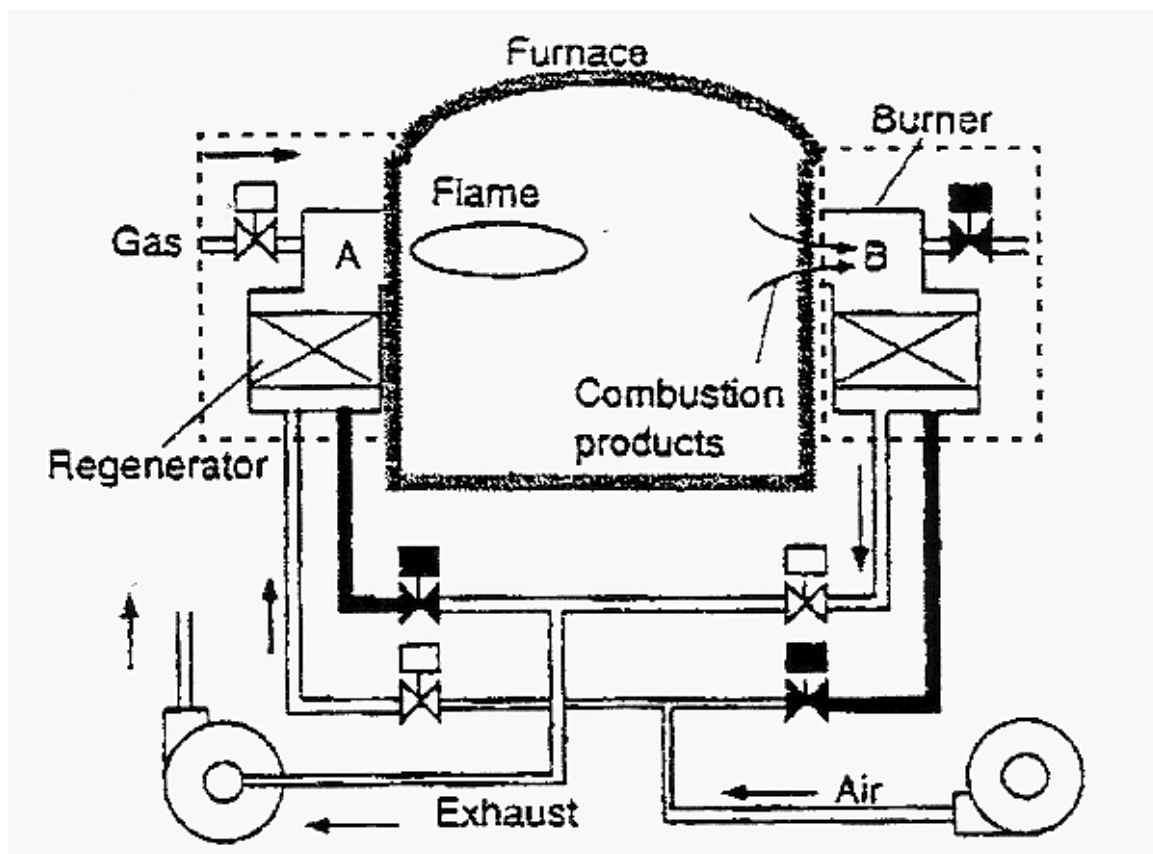 Furnace
Burner
Flame
Gas
A
B
Combustion
products
Regenerator
Air
Exhaust